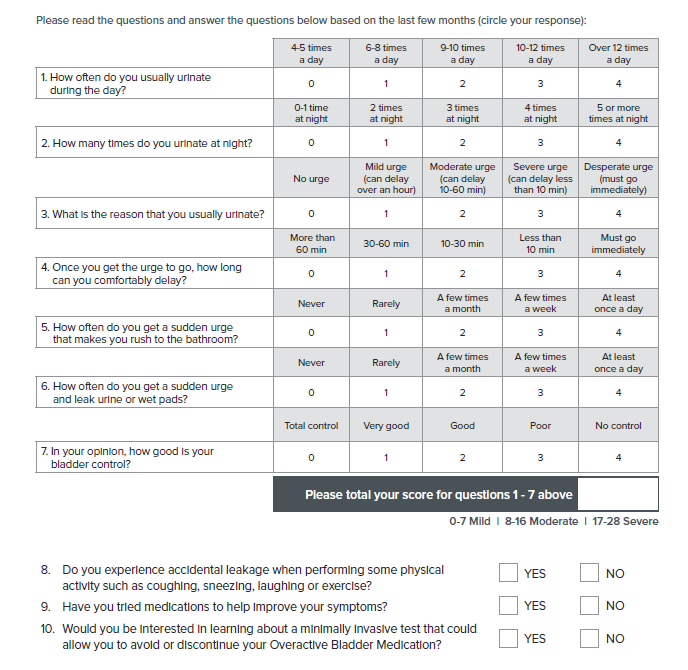 Please read the questions and answer the questions below based on the last few months (circle your response):
4-5 times a day 6-8 times a day 9-10 times a day 10-12 times a day Over 12 times a day
1. How often do you usually urinate
during the day? 0 1 2 3 4
0-1 time at night 2 times at night 3 times at night 4 times at night 5 or more times at night
2. How many times do you urinate at night? 0 1 2 3 4
No urge Mild urge (can delay over an hour) Moderate urge (can delay 10-60 min) Severe urge (can delay less than 10 min) Desperate urge (must go immediately)
3. What is the reason that you usually urinate? 0 1 2 3 4
More than 60 min 30-60 min 10-30 min Less than 10 min Must go immediately
4. Once you get the urge to go, how long
can you comfortably delay? 0 1 2 3 4
Never Rarely A few times a month A few times a week At least once a day
5. How often do you get a sudden urge
that makes you rush to the bathroom? 0 1 2 3 4
Never Rarely A few times a month A few times a week At least once a day
6. How often do you get a sudden urge
and leak urine or wet pads? 0 1 2 3 4
Total control Very good Good Poor No control
7. In your opinion, how good is your
bladder control? 0 1 2 3 4
Please total your score for questions 1 - 7 above
0-7 Mild | 8-16 Moderate | 17-28 Severe
8. Do you experience accidental leakage when performing some physical
activity such as coughing, sneezing, laughing or exercise? YES NO
9. Have you tried medications to help improve your symptoms? YES NO
10. Would you be interested in learning about a minimally invasive test that could
allow you to avoid or discontinue your Overactive Bladder Medication? YES NO